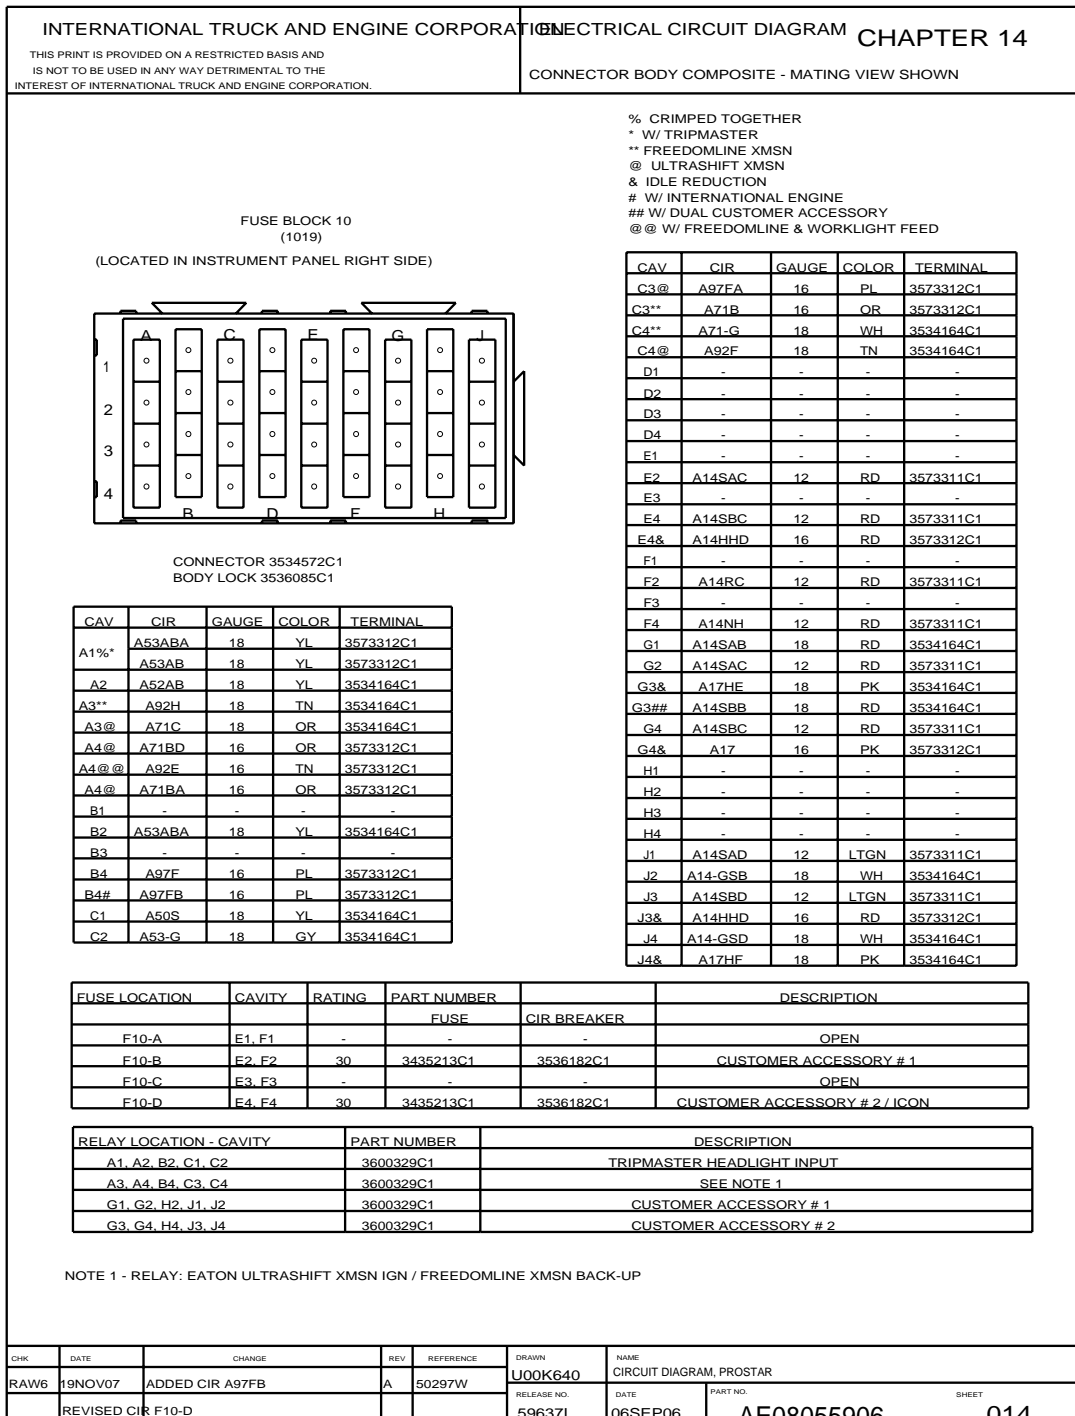 INTERNATIONAL TRUCK AND ENGINE CORPORATION
THIS PRINT IS PROVIDED ON A RESTRICTED BASIS AND
IS NOT TO BE USED IN ANY WAY DETRIMENTAL TO THE
INTEREST OF INTERNATIONAL TRUCK AND ENGINE CORPORATION.
ELECTRICAL CIRCUIT DIAGRAM CHAPTER 14
CONNECTOR BODY COMPOSITE - MATING VIEW SHOWN
% CRIMPED TOGETHER
* W/ TRIPMASTER
** FREEDOMLINE XMSN
@ ULTRASHIFT XMSN
& IDLE REDUCTION
# W/ INTERNATIONAL ENGINE
## W/ DUAL CUSTOMER ACCESSORY
@@ W/ FREEDOMLINE & WORKLIGHT FEED
FUSE BLOCK 10
(1019)
(LOCATED IN INSTRUMENT PANEL RIGHT SIDE)
A C E G J
1
2
3
4
B D F H
CONNECTOR 3534572C1
BODY LOCK 3536085C1
CAV CIR GAUGE COLOR TERMINAL
A1%* A53ABA 18 YL 3573312C1
A53AB 18 YL 3573312C1
A2 A52AB 18 YL 3534164C1
A3** A92H 18 TN 3534164C1
A3@ A71C 18 OR 3534164C1
A4@ A71BD 16 OR 3573312C1
A4@@ A92E 16 TN 3573312C1
A4@ A71BA 16 OR 3573312C1
B1 - - - -
B2 A53ABA 18 YL 3534164C1
B3 - - - -
B4 A97F 16 PL 3573312C1
B4# A97FB 16 PL 3573312C1
C1 A50S 18 YL 3534164C1
C2 A53-G 18 GY 3534164C1
CAV CIR GAUGE COLOR TERMINAL
C3@ A97FA 16 PL 3573312C1
C3** A71B 16 OR 3573312C1
C4** A71-G 18 WH 3534164C1
C4@ A92F 18 TN 3534164C1
D1 - - - -
D2 - - - -
D3 - - - -
D4 - - - -
E1 - - - -
E2 A14SAC 12 RD 3573311C1
E3 - - - -
E4 A14SBC 12 RD 3573311C1
E4& A14HHD 16 RD 3573312C1
F1 - - - -
F2 A14RC 12 RD 3573311C1
F3 - - - -
F4 A14NH 12 RD 3573311C1
G1 A14SAB 18 RD 3534164C1
G2 A14SAC 12 RD 3573311C1
G3& A17HE 18 PK 3534164C1
G3## A14SBB 18 RD 3534164C1
G4 A14SBC 12 RD 3573311C1
G4& A17 16 PK 3573312C1
H1 - - - -
H2 - - - -
H3 - - - -
H4 - - - -
J1 A14SAD 12 LTGN 3573311C1
J2 A14-GSB 18 WH 3534164C1
J3 A14SBD 12 LTGN 3573311C1
J3& A14HHD 16 RD 3573312C1
J4 A14-GSD 18 WH 3534164C1
J4& A17HF 18 PK 3534164C1
FUSE LOCATION CAVITY RATING PART NUMBER DESCRIPTION
FUSE CIR BREAKER
F10-A E1, F1 - - - OPEN
F10-B E2, F2 30 3435213C1 3536182C1 CUSTOMER ACCESSORY # 1
F10-C E3, F3 - - - OPEN
F10-D E4, F4 30 3435213C1 3536182C1 CUSTOMER ACCESSORY # 2 / ICON
RELAY LOCATION - CAVITY PART NUMBER DESCRIPTION
A1, A2, B2, C1, C2 3600329C1 TRIPMASTER HEADLIGHT INPUT
A3, A4, B4, C3, C4 3600329C1 SEE NOTE 1
G1, G2, H2, J1, J2 3600329C1 CUSTOMER ACCESSORY # 1
G3, G4, H4, J3, J4 3600329C1 CUSTOMER ACCESSORY # 2
NOTE 1 - RELAY: EATON ULTRASHIFT XMSN IGN / FREEDOMLINE XMSN BACK-UP
CHK DATE CHANGE REV REFERENCE DRAWN NAME
RAW6 19NOV07 ADDED CIR A97FB A 50297W U00K640 CIRCUIT DIAGRAM, PROSTAR
RELEASE NO. DATE PART NO. SHEET
REVISED CIR F10-D 59637L 06SEP06 AE08055906 014